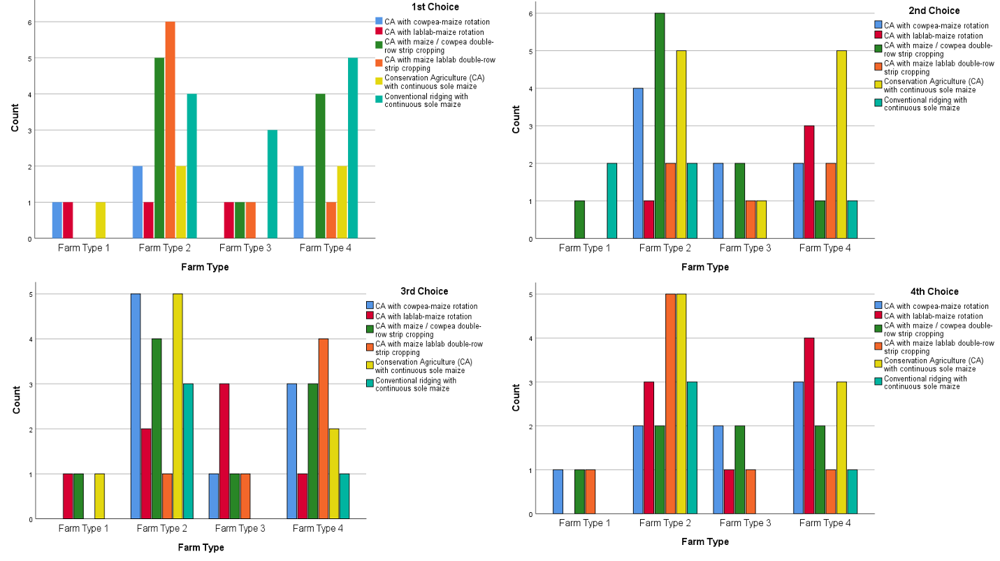 1st Choice
CA with cowpea-maize rotation
CA with lablab-maize rotation
CA with maize / cowpea double-
row strip cropping
CA with maize lablab double-row
strip cropping
Conservation Agriculture (CA)
with continuous sole maize
Conventional ridging with
continuous sole maize
Count
6
5
4
3
2
1
0
Farm Type 1
Farm Type 2
Farm Type 3
Farm Type 4
Farm Type
2nd Choice
CA with cowpea-maize rotation
CA with lablab-maize rotation
CA with maize / cowpea double-
row strip cropping
CA with maize lablab double-row
strip cropping
Conservation Agriculture (CA)
with continuous sole maize
Conventional ridging with
continuous sole maize
Count
6
5
4
3
2
1
0
Farm Type 1
Farm Type 2
Farm Type 3
Farm Type 4
Farm Type
3rd Choice
CA with cowpea-maize rotation
CA with lablab-maize rotation
CA with maize / cowpea double-
row strip cropping
CA with maize lablab double-row
strip cropping
Conservation Agriculture (CA)
with continuous sole maize
Conventional ridging with
continuous sole maize
Count
5
4
3
2
1
0
Farm Type 1
Farm Type 2
Farm Type 3
Farm Type 4
Farm Type
4th Choice
CA with cowpea-maize rotation
CA with lablab-maize rotation
CA with maize / cowpea double-
row strip cropping
CA with maize lablab double-row
strip cropping
Conservation Agriculture (CA)
with continuous sole maize
Conventional ridging with
continuous sole maize
Count
5
4
3
2
1
0
Farm Type 1
Farm Type 2
Farm Type 3
Farm Type 4
Farm Type